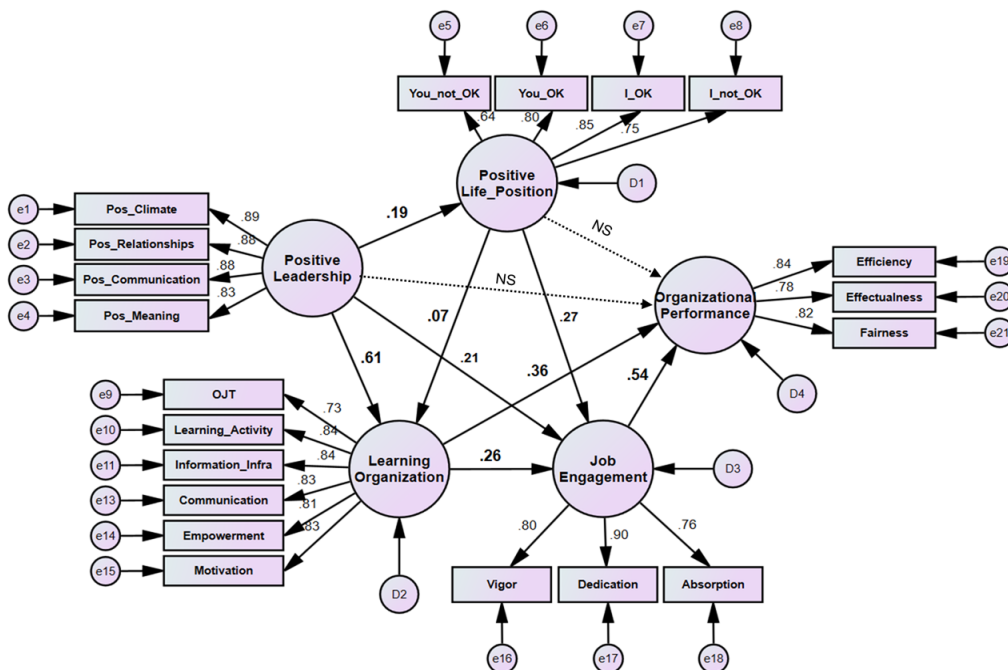 e5
e6
e7
e8
You_not_OK
You_OK
I_OK
I_not_OK
.64
.80
.85
.75
Positive
Life_Position
D1
e1
Pos_Climate
.89
e2
Pos_Relationships
.88
e3
Pos_Communication
.88
e4
Pos_Meaning
.83
Positive
Leadership
.19
NS
NS
Organizational
Performance
.84
Efficiency
e19
.78
Effectualness
e20
.82
Fairness
e21
.07
.27
.61
.21
.36
.54
D4
e9
OJT
.73
e10
Learning_Activity
.84
e11
Information_Infra
.84
e13
Communication
.83
e14
Empowerment
.81
e15
Motivation
.83
Learning
Organization
.26
Job
Engagement
D3
D2
.80
.90
.76
Vigor
Dedication
Absorption
e16
e17
e18